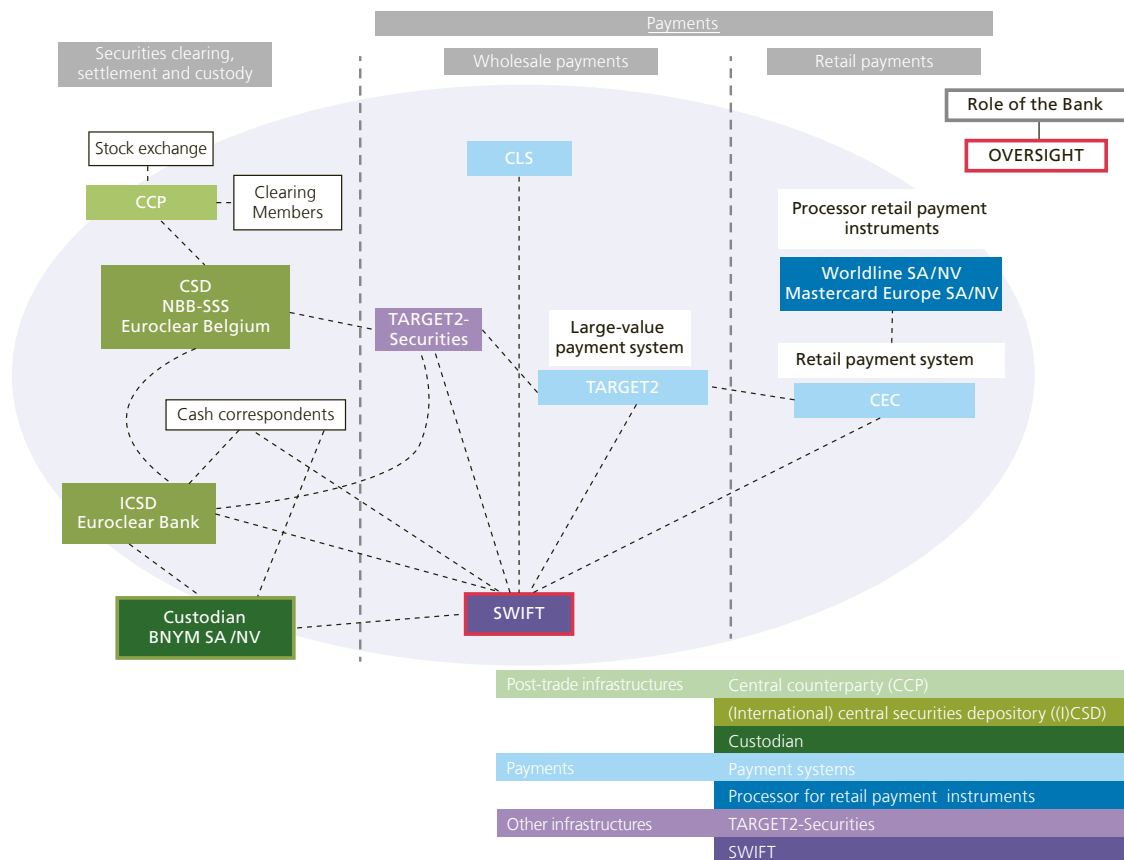 Payments
Securities clearing,
settlement and custody
Wholesale payments
Retail payments
Role of the Bank
OVERSIGHT
Stock exchange
CLS
CCP
Clearing
Members
Processor retail payment
instruments
CSD
NBB-SSS
Euroclear Belgium
Worldline SA/NV
Mastercard Europe SA/NV
TARGET2-
Securities
Large-value
payment system
Retail payment system
TARGET2
CEC
Cash correspondents
ICSD
Euroclear Bank
Custodian
BNYM SA /NV
SWIFT
Post-trade infrastructures
Central counterparty (CCP)
(International) central securities depository ((I)CSD)
Custodian
Payments
Payment systems
Processor for retail payment instruments
Other infrastructures
TARGET2-Securities
SWIFT